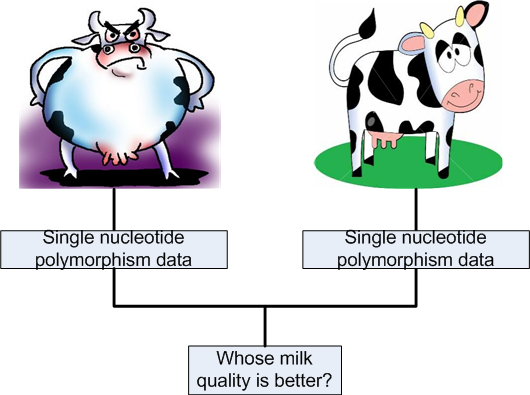 Single nucleotide
polymorphism data
Single nucleotide
polymorphism data
Whose milk
quality is better?